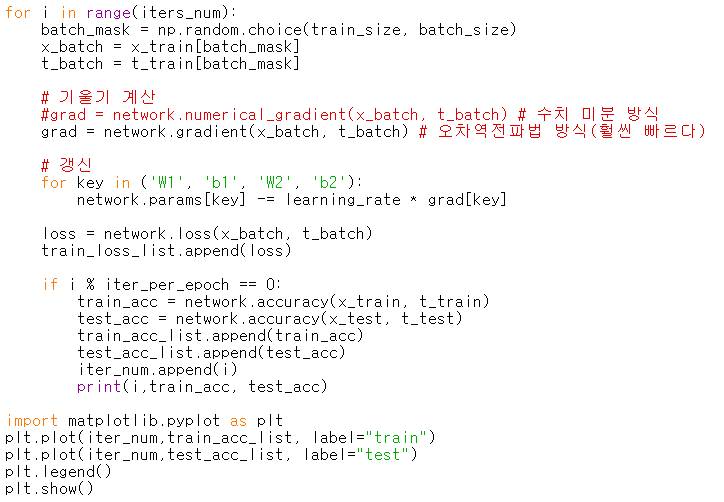 for i in range(iters_num):
    batch_mask = np.random.choice(train_size, batch_size)
    x_batch = x_train[batch_mask]
    t_batch = t_train[batch_mask]

    # 기울기 계산
    #grad = network.numerical_gradient(x_batch, t_batch) # 수치 미분 방식
    grad = network.gradient(x_batch, t_batch) # 오차역전파법 방식(훨씬 빠르다)

    # 갱신
    for key in ('W1', 'b1', 'W2', 'b2'):
        network.params[key] -= learning_rate * grad[key]

    loss = network.loss(x_batch, t_batch)
    train_loss_list.append(loss)

    if i % iter_per_epoch == 0:
        train_acc = network.accuracy(x_train, t_train)
        test_acc = network.accuracy(x_test, t_test)
        train_acc_list.append(train_acc)
        test_acc_list.append(test_acc)
        iter_num.append(i)
        print(i,train_acc, test_acc)

import matplotlib.pyplot as plt
plt.plot(iter_num,train_acc_list, label="train")
plt.plot(iter_num,test_acc_list, label="test")
plt.legend()
plt.show()